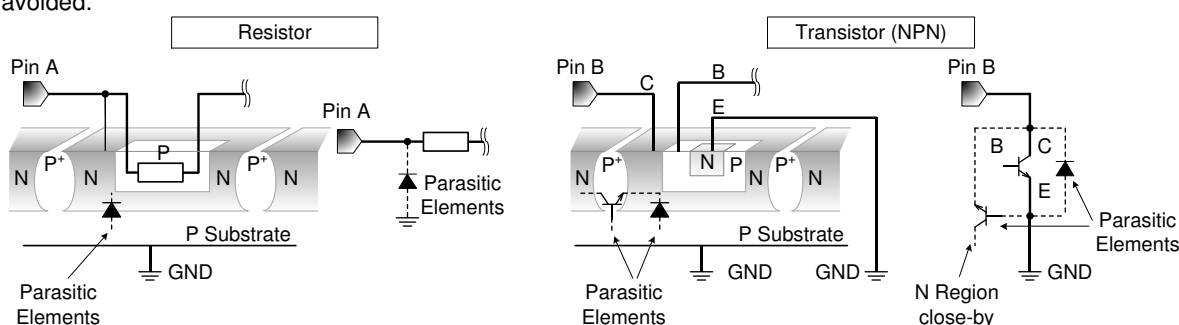 avoided.
Resistor
Transistor (NPN)
Pin A
Pin A
N P+ N P N P+ N
Parasitic
Elements
P Substrate
GND
Parasitic
Elements
Pin B
C
B
E
N P+ N P N P+ N
P Substrate
GND
GND
Parasitic
Elements
Pin B
B
C
E
Parasitic
Elements
GND
N Region
close-by